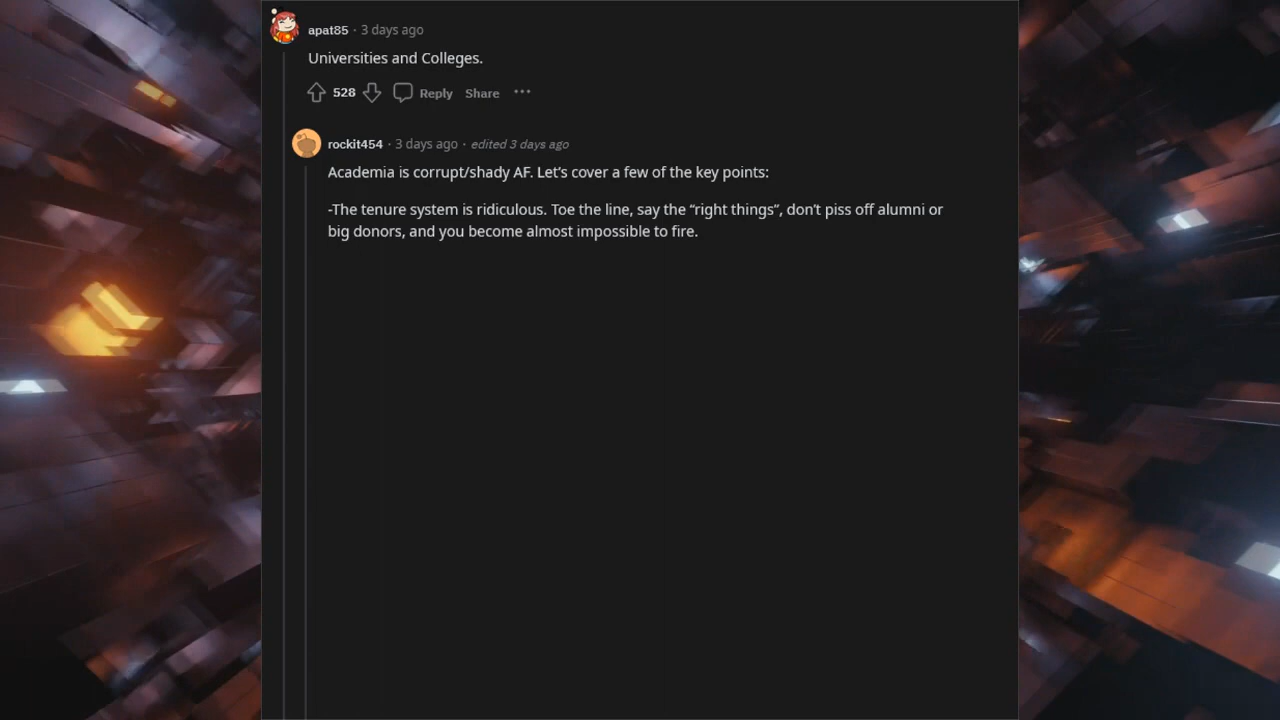 apat85 · 3 days ago
Universities and Colleges.
528 Reply Share ···
rockit454 · 3 days ago · edited 3 days ago
Academia is corrupt/shady AF. Let’s cover a few of the key points:
-The tenure system is ridiculous. Toe the line, say the “right things”, don’t piss off alumni or
big donors, and you become almost impossible to fire.